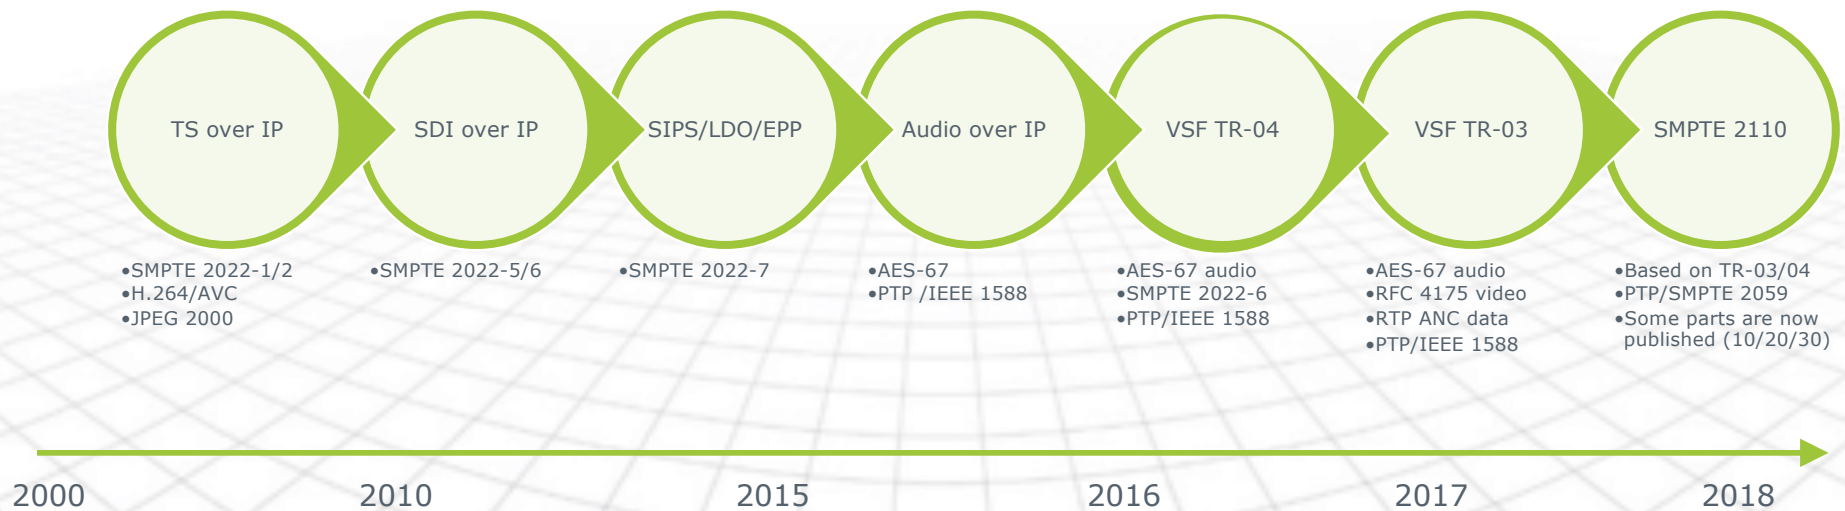 TS over IP
SDI over IP
SIPS/LDO/EPP
Audio over IP
VSF TR-04
VSF TR-03
SMPTE 2110
•SMPTE 2022-1/2
•H.264/AVC
•JPEG 2000
•SMPTE 2022-5/6
•SMPTE 2022-7
•AES-67
•PTP /IEEE 1588
•AES-67 audio
•SMPTE 2022-6
•PTP/IEEE 1588
•AES-67 audio
•RFC 4175 video
•RTP ANC data
•PTP/IEEE 1588
•Based on TR-03/04
•PTP/SMPTE 2059
•Some parts are now
published (10/20/30)
2000
2010
2015
2016
2017
2018